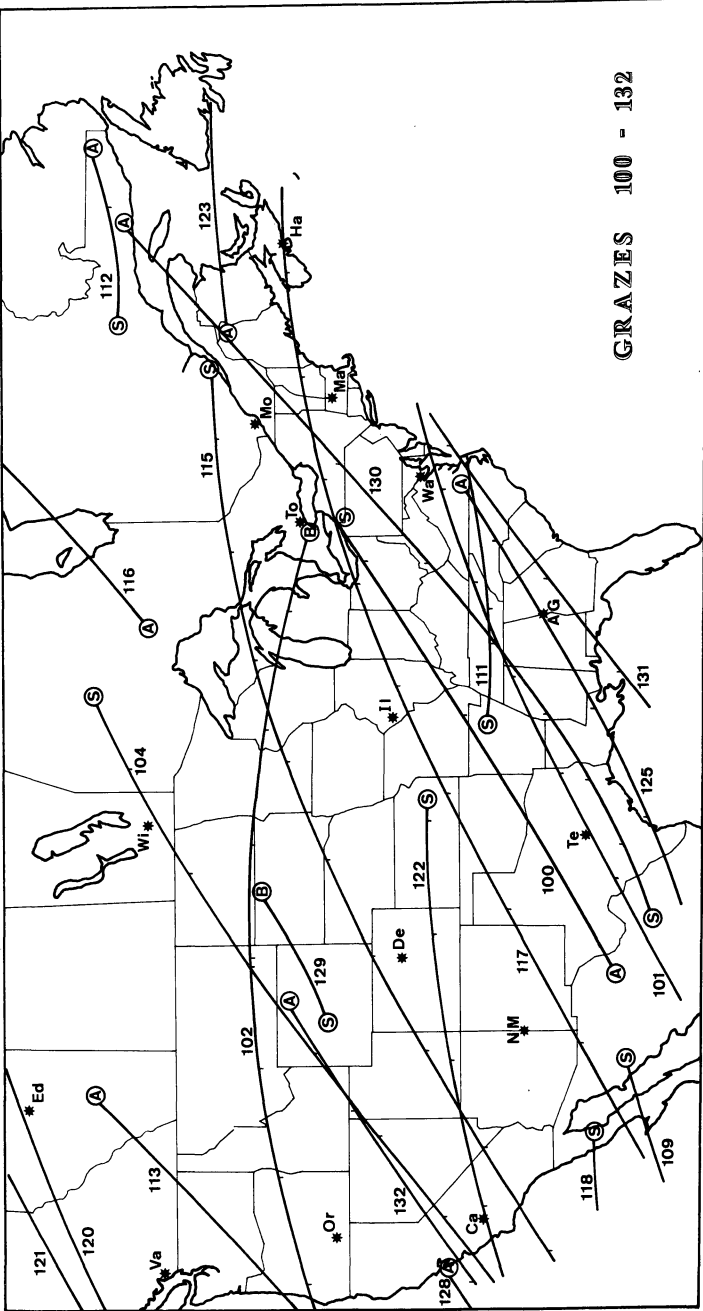 121
Ed
120
A
S
A
112
S
A
116
104
Wi
A
113
Va
123
115
S
A
102
B
Mo
A
To
Ha
B
129
Or
S
Ma
S
130
Il
132
De
122
S
Wa
128
A
A
Ca
111
S
NM
117
100
AG
Te
118
S
A
S
131
125
S
101
109
GRAZES 100 - 132